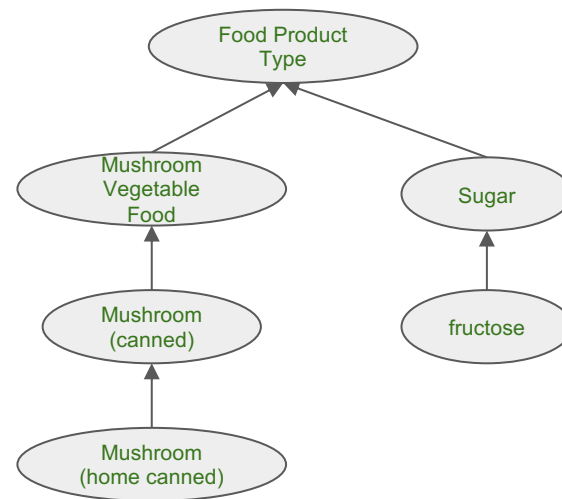 Food Product
Type
Mushroom
Vegetable
Food
Sugar
Mushroom
(canned)
fructose
Mushroom
(home canned)